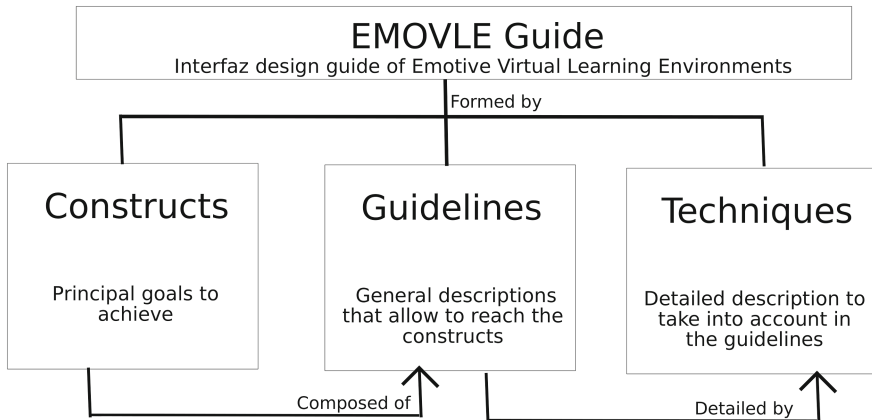 EMOVLE Guide
Interfaz design guide of Emotive Virtual Learning Environments
Formed by
Constructs
Principal goals to
achieve
Guidelines
General descriptions
that allow to reach the
constructs
Techniques
Detailed description to
take into account in
the guidelines
Composed of
Detailed by